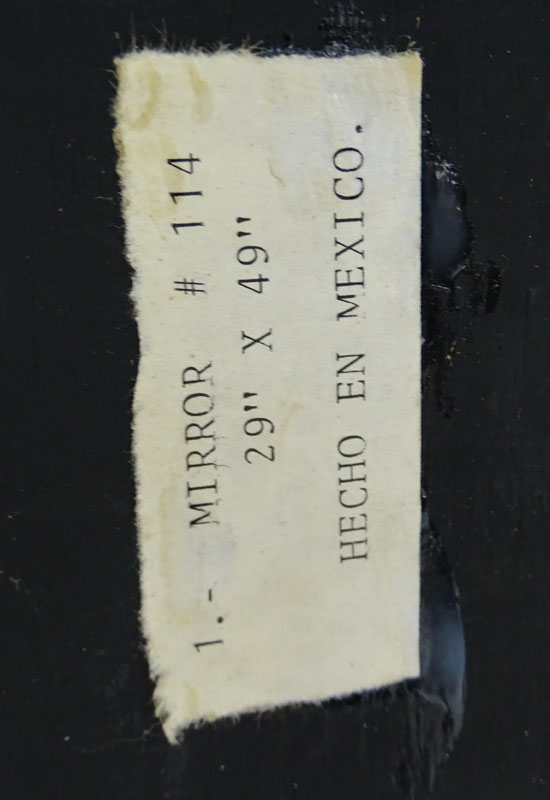 1.- MIRROR # 114
29" X 49"
HECHO EN MEXICO.